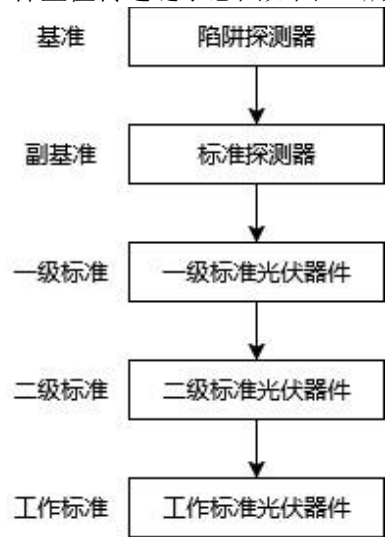 基准 陷阱探测器
副基准 标准探测器
一级标准 一级标准光伏器件
二级标准 二级标准光伏器件
工作标准 工作标准光伏器件